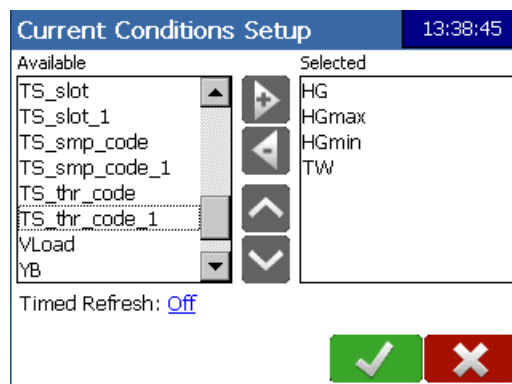 Current Conditions Setup
13:38:45
Available
TS_slot
TS_slot_1
TS_smp_code
TS_smp_code_1
TS_thr_code
TS_thr_code_1
VLoad
YB
Selected
HG
HGmax
HGmin
TW
Timed Refresh: Off